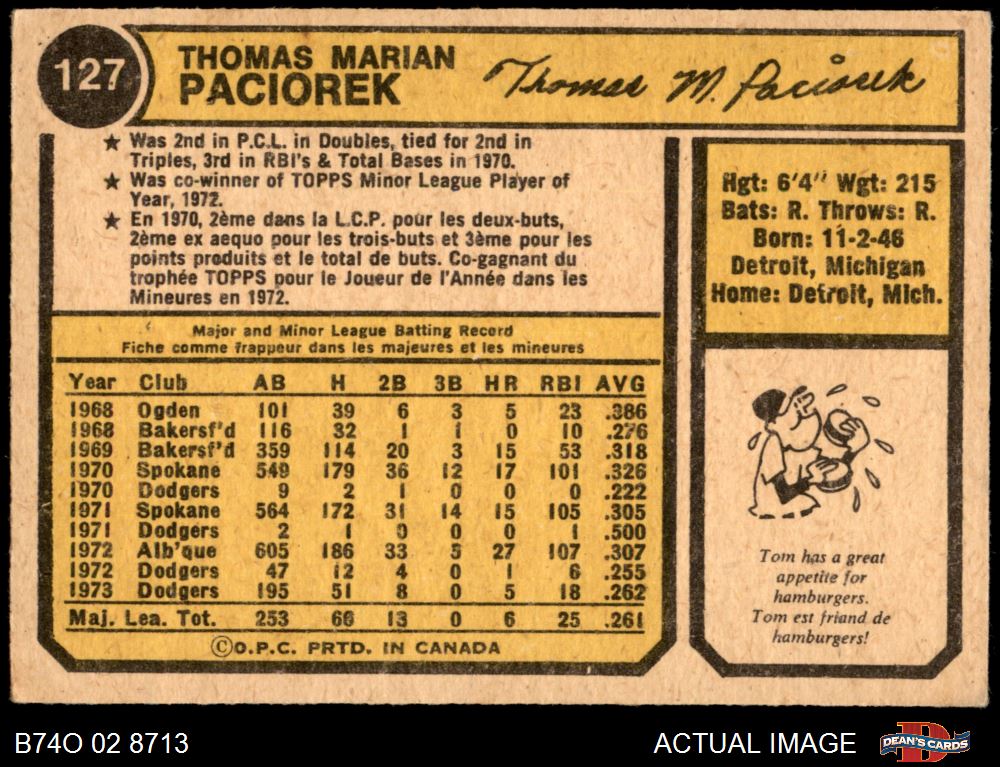 127
THOMAS MARIAN
PACIOREK
Thomas M. Paciorek
★ Was 2nd in P.C.L. in Doubles, tied for 2nd in
Triples, 3rd in RBI's & Total Bases in 1970.
★ Was co-winner of TOPPS Minor League Player of
Year, 1972.
★ En 1970, 2ème dans la L.C.P. pour les deux-buts,
2ème ex aequo pour les trois-buts et 3ème pour les
points produits et le total de buts. Co-gagnant du
trophée TOPPS pour le Joueur de l'Année dans les
Mineures en 1972.
Hgt: 6'4" Wgt: 215
Bats: R. Throws: R.
Born: 11-2-46
Detroit, Michigan
Home: Detroit, Mich.
Major and Minor League Batting Record
Fiche comme frappeur dans les majeures et les mineures
Year Club AB H 2B 3B HR RBI AVG
1968 Ogden 101 39 6 3 5 23 .386
1968 Bakersf'd 116 32 1 1 0 10 .276
1969 Bakersf'd 359 114 20 3 15 53 .318
1970 Spokane 549 179 36 12 17 101 .326
1970 Dodgers 9 2 1 0 0 0 .222
1971 Spokane 564 172 31 14 15 105 .305
1971 Dodgers 2 1 0 0 0 1 .500
1972 Alb'que 605 186 33 5 27 107 .307
1972 Dodgers 47 12 4 0 1 6 .255
1973 Dodgers 195 51 8 0 5 18 .262
Maj. Lea. Tot. 253 66 13 0 6 25 .261
©O.P.C. PRTD. IN CANADA
Tom has a great
appetite for
hamburgers.
Tom est friand de
hamburgers!
B74O 02 8713
ACTUAL IMAGE
D
DEAN'S CARDS